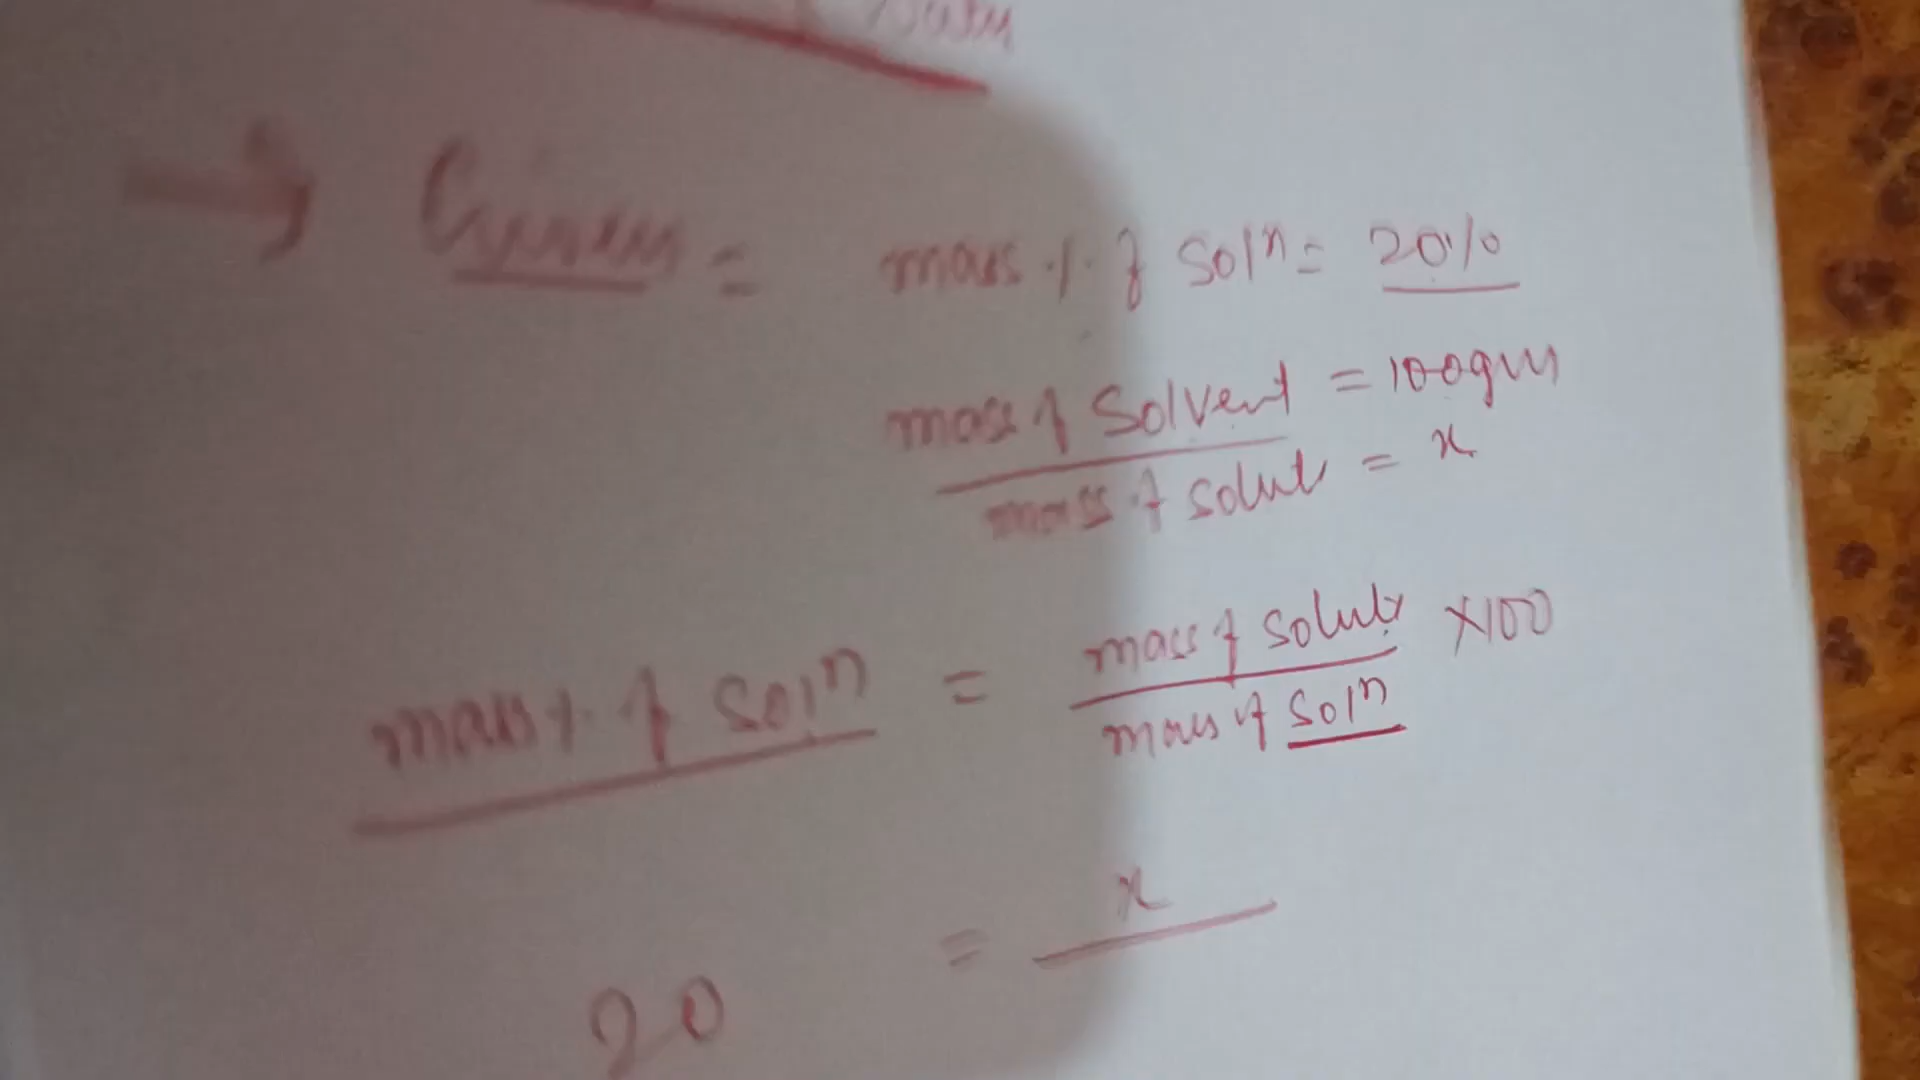 → Given = mass % of Solⁿ = 20%
mass of Solvent = 100gm
mass of solute = x
mass % of Solⁿ = mass of solute ×100
mass of Solⁿ
20 = x